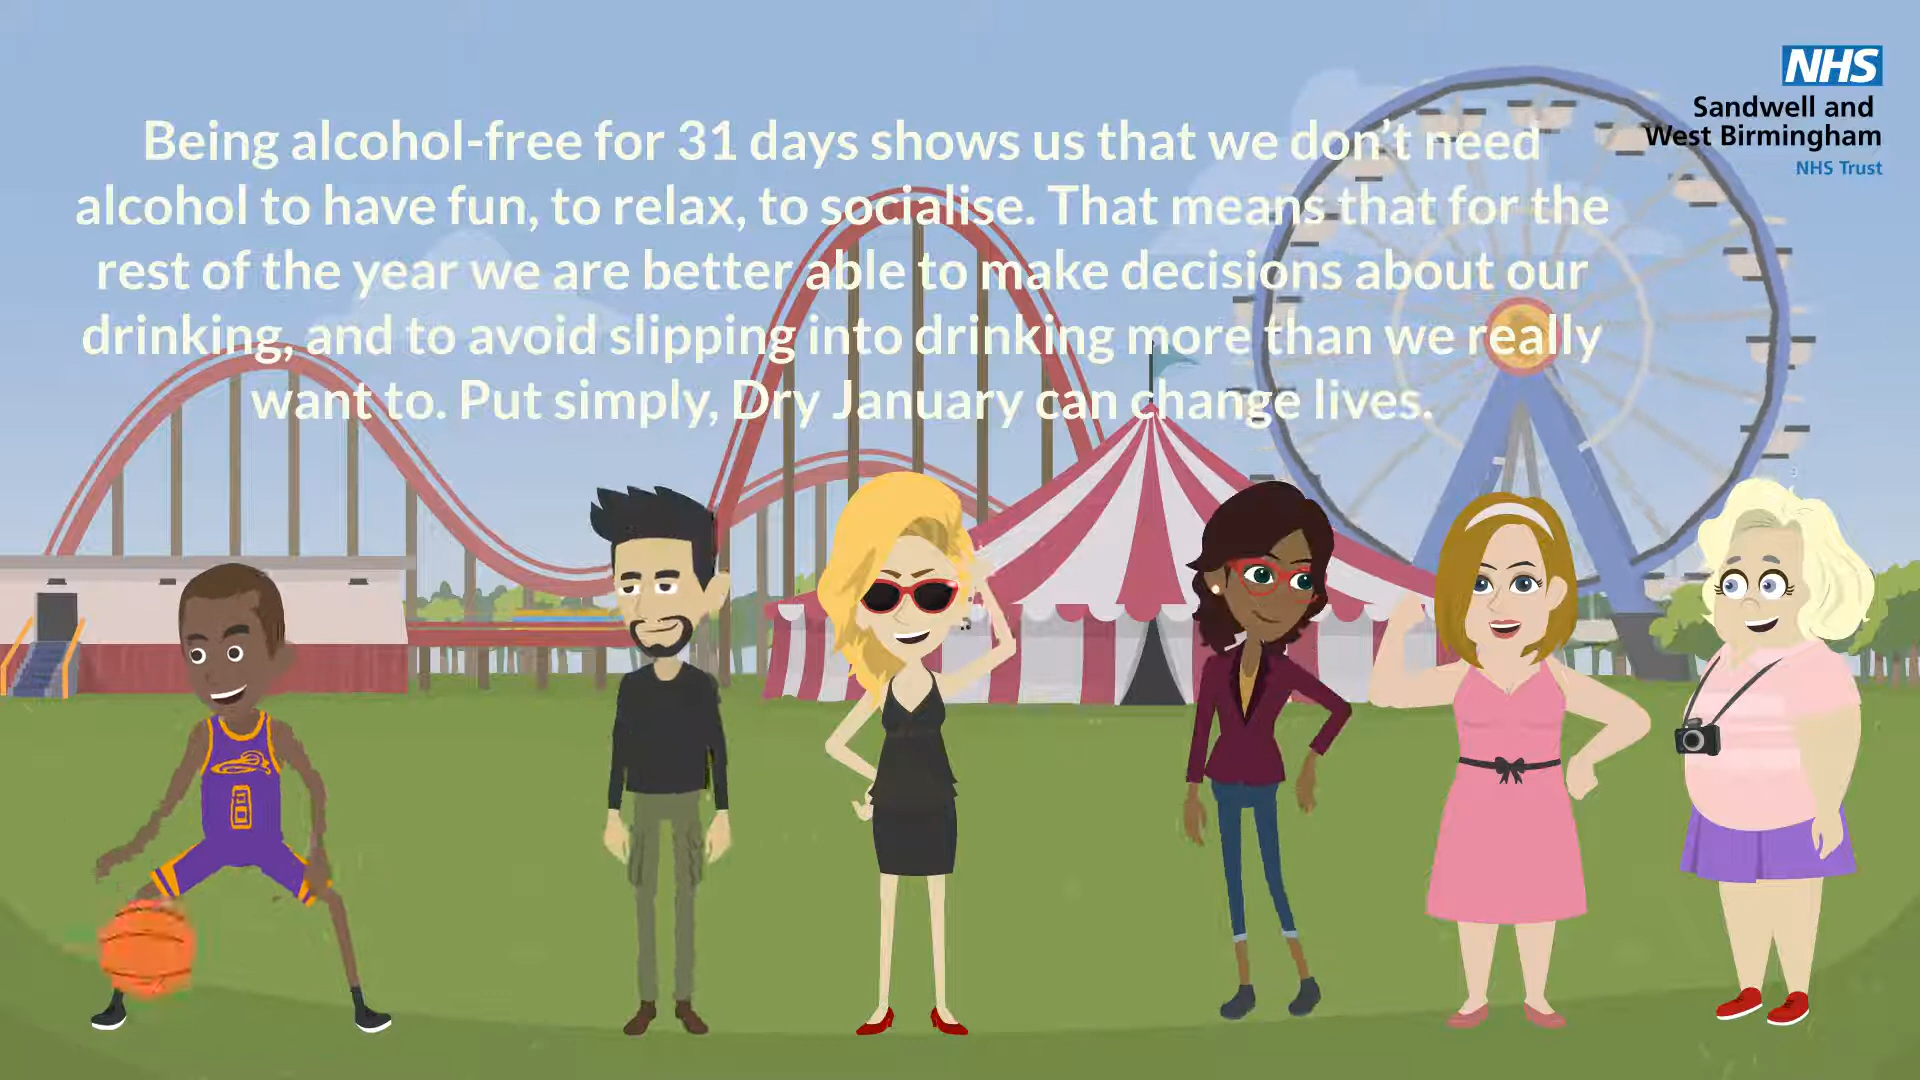 Being alcohol-free for 31 days shows us that we don't need
alcohol to have fun, to relax, to socialise. That means that for the
rest of the year we are better able to make decisions about our
drinking, and to avoid slipping into drinking more than we really
want to. Put simply, Dry January can change lives.
NHS
Sandwell and
West Birmingham
NHS Trust